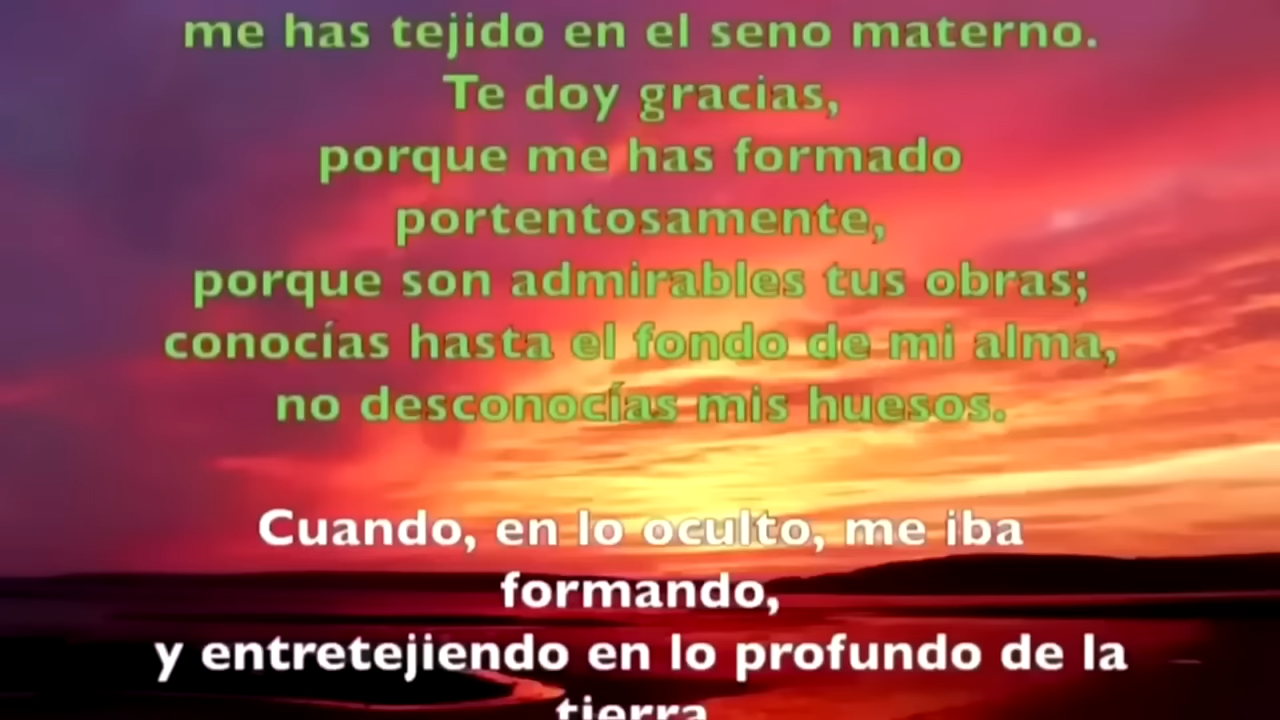 me has tejido en el seno materno.
Te doy gracias,
porque me has formado
portentosamente,
porque son admirables tus obras;
conocías hasta el fondo de mi alma,
no desconocías mis huesos.
Cuando, en lo oculto, me iba
formando,
y entretejiendo en lo profundo de la
tierra